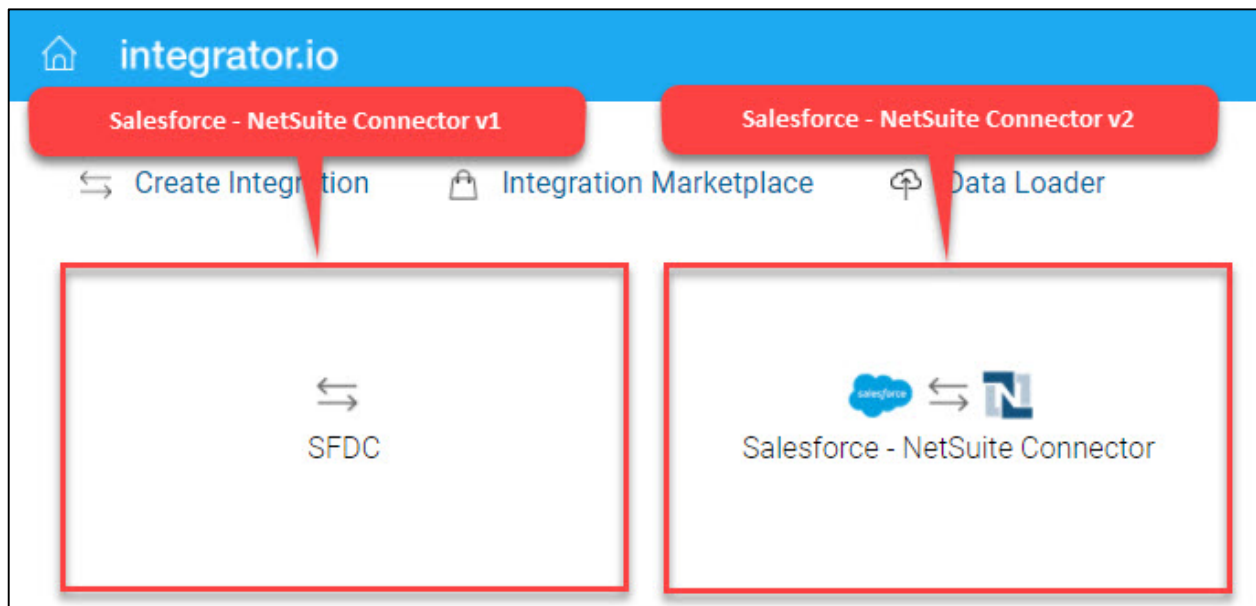 integrator.io
Salesforce - NetSuite Connector v1
Salesforce - NetSuite Connector v2
Create Integration
Integration Marketplace
Data Loader
SFDC
salesforce
N
Salesforce - NetSuite Connector